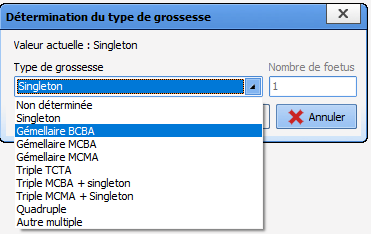 Détermination du type de grossesse
Valeur actuelle : Singleton
Type de grossesse
Nombre de foetus
Singleton
1
Non déterminée
Singleton
Gémellaire BCBA
Annuler
Gémellaire MCBA
Gémellaire MCMA
Triple TCTA
Triple MCBA + singleton
Triple MCMA + Singleton
Quadruple
Autre multiple